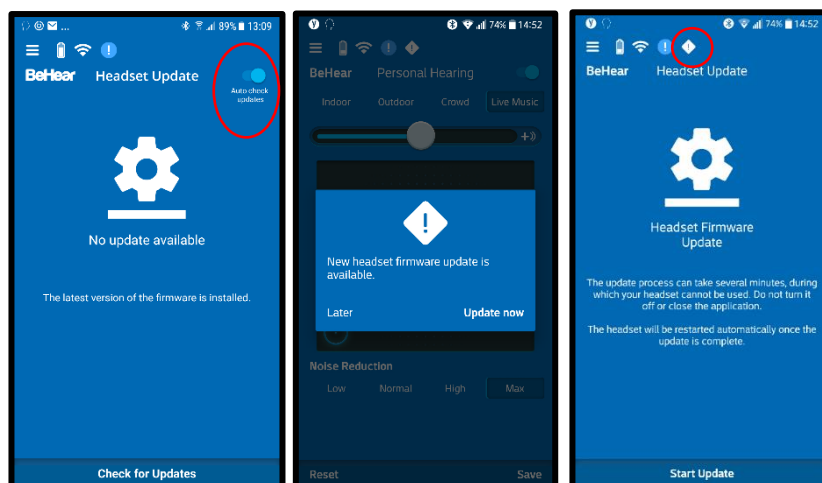 ... 89% 13:09
BeHear Headset Update
Auto check
updates
No update available
The latest version of the firmware is installed.
Check for Updates
74% 14:52
BeHear Personal Hearing
Indoor Outdoor Crowd Live Music
!
New headset firmware update is
available.
Later Update now
Noise Reduction
Low Normal High Max
Reset Save
74% 14:52
BeHear Headset Update
Headset Firmware
Update
The update process can take several minutes, during
which your headset cannot be used. Do not turn it
off or close the application.
The headset will be restarted automatically once the
update is complete.
Start Update